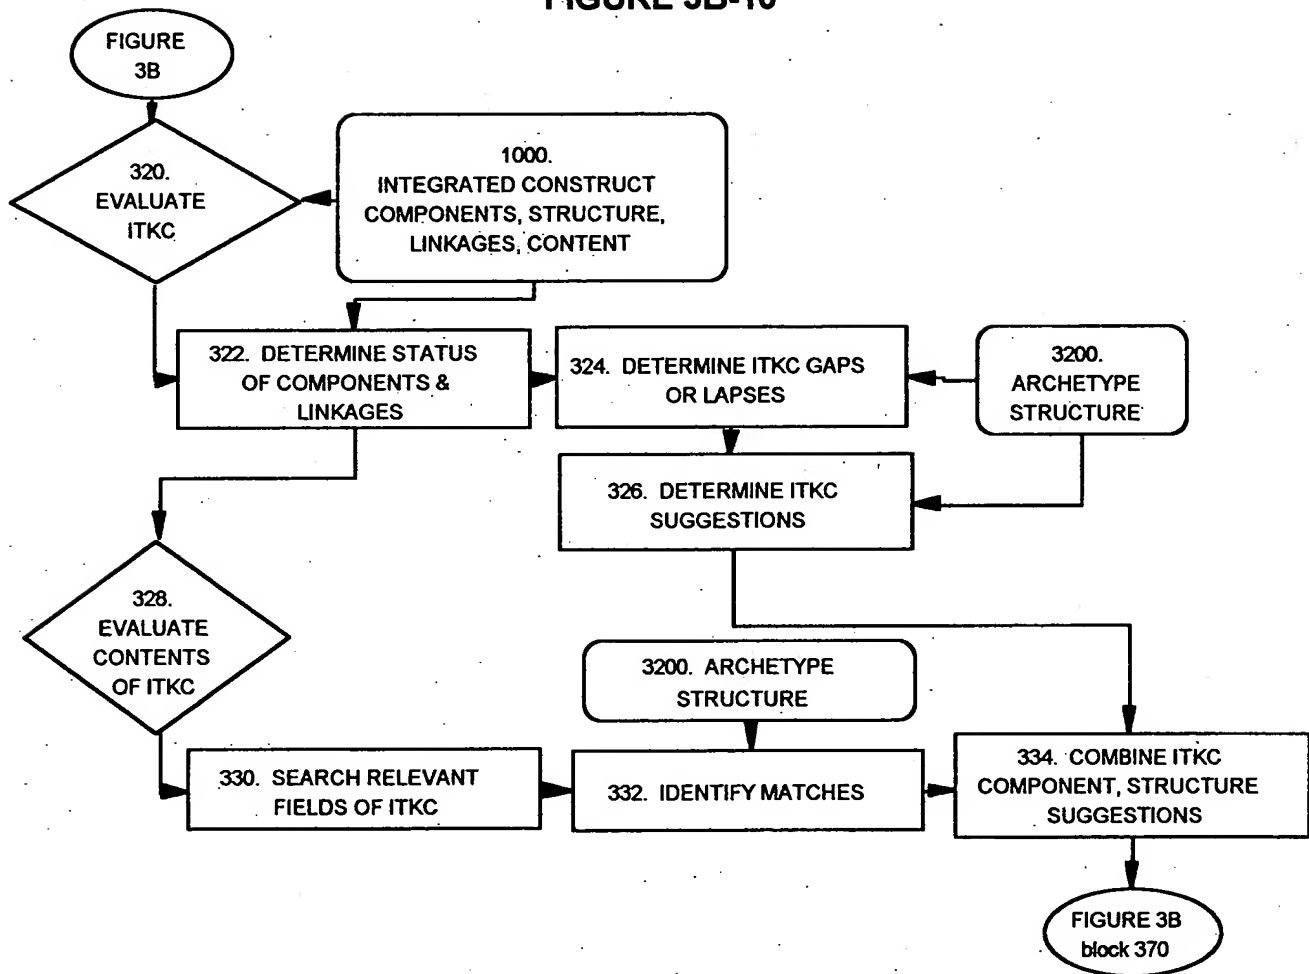 FIGURE 3B-10
FIGURE
3B
320.
EVALUATE
ITKC
1000.
INTEGRATED CONSTRUCT
COMPONENTS, STRUCTURE,
LINKAGES, CONTENT
322. DETERMINE STATUS
OF COMPONENTS &
LINKAGES
324. DETERMINE ITKC GAPS
OR LAPSES
3200.
ARCHETYPE
STRUCTURE
326. DETERMINE ITKC
SUGGESTIONS
328.
EVALUATE
CONTENTS
OF ITKC
3200. ARCHETYPE
STRUCTURE
330. SEARCH RELEVANT
FIELDS OF ITKC
332. IDENTIFY MATCHES
334. COMBINE ITKC
COMPONENT, STRUCTURE
SUGGESTIONS
FIGURE 3B
block 370